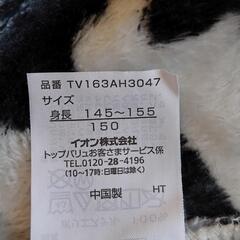 品番 TV163AH3047
サイズ
身長 145～155
150
イオン株式会社
トップバリュお客さまサービス係
TEL.0120-28-4196
(10～17時:日曜日は除く)
中国製 HT